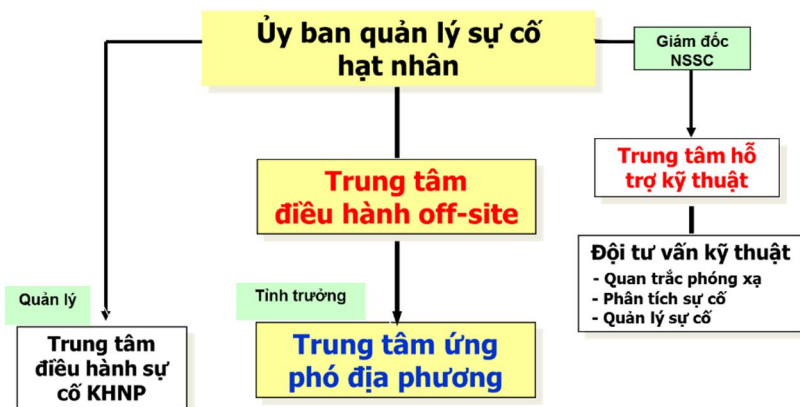 Ủy ban quản lý sự cố
hạt nhân
Giám đốc
NSSC
Trung tâm
điều hành off-site
Trung tâm hỗ
trợ kỹ thuật
Đội tư vấn kỹ thuật
- Quan trắc phóng xạ
- Phân tích sự cố
- Quản lý sự cố
Quản lý
Trung tâm
điều hành sự
cố KHNP
Tỉnh trưởng
Trung tâm ứng
phó địa phương